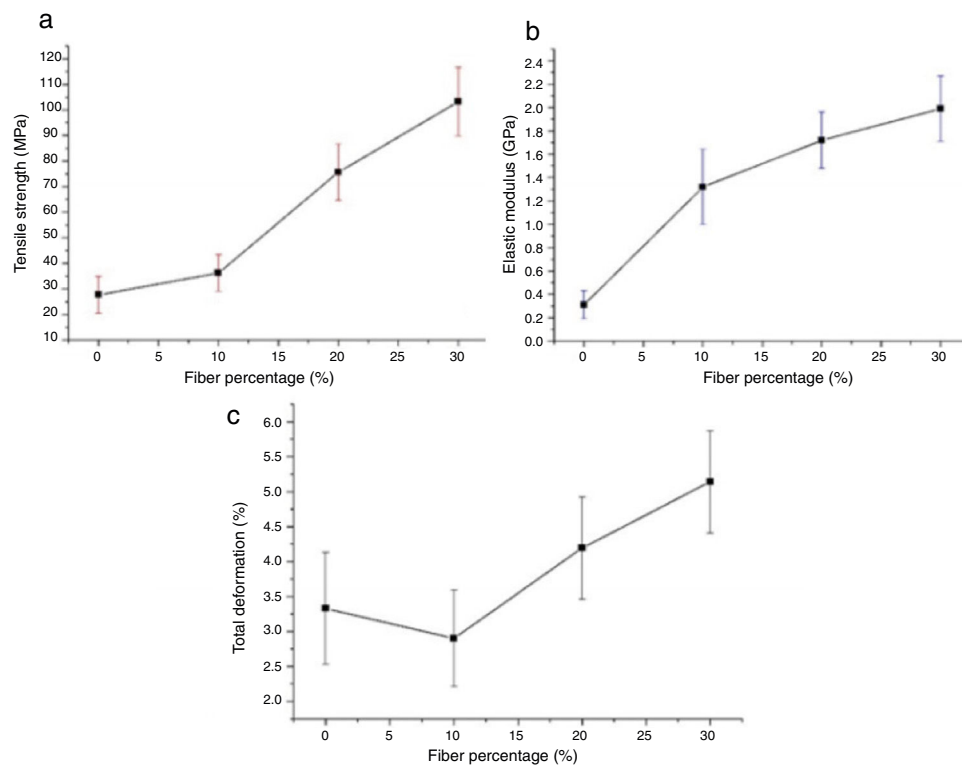 a
Tensile strength (MPa)
120
110
100
90
80
70
60
50
40
30
20
10
0 5 10 15 20 25 30
Fiber percentage (%)
b
Elastic modulus (GPa)
2.4
2.2
2.0
1.8
1.6
1.4
1.2
1.0
0.8
0.6
0.4
0.2
0.0
0 5 10 15 20 25 30
Fiber percentage (%)
c
Total deformation (%)
6.0
5.5
5.0
4.5
4.0
3.5
3.0
2.5
2.0
0 5 10 15 20 25 30
Fiber percentage (%)